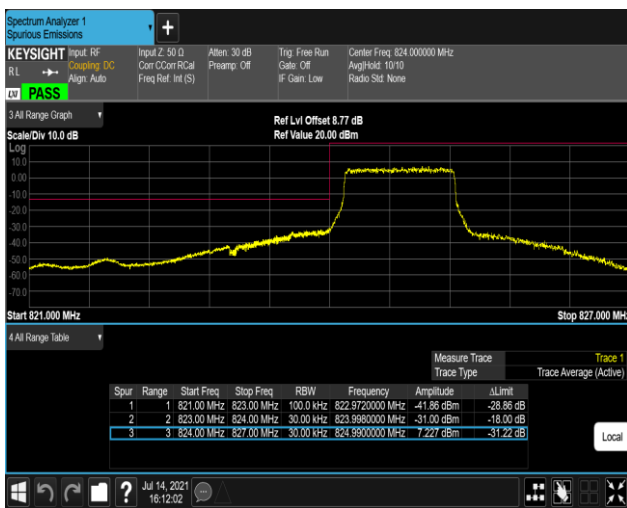 Spectrum Analyzer 1
Spurious Emissions
KEYSIGHT Input: RF Input Z: 50 Ω Atten: 30 dB Trig: Free Run Center Freq: 824.000000 MHz
RL Coupling: DC Corr CCorr RCal Preamp: Off Gate: Off Avg|Hold: 10/10
Align: Auto Freq Ref: Int (S) IF Gain: Low Radio Std: None
LXI PASS
3 All Range Graph
Ref Lvl Offset 8.77 dB
Scale/Div 10.0 dB Ref Value 20.00 dBm
Log
10.0
0.00
-10.0
-20.0
-30.0
-40.0
-50.0
-60.0
-70.0
Start 821.000 MHz Stop 827.000 MHz
4 All Range Table
Measure Trace Trace 1
Trace Type Trace Average (Active)
Spur Range Start Freq Stop Freq RBW Frequency Amplitude ΔLimit
1 1 821.00 MHz 823.00 MHz 100.0 kHz 822.9720000 MHz -41.86 dBm -28.86 dB
2 2 823.00 MHz 824.00 MHz 30.00 kHz 823.9980000 MHz -31.00 dBm -18.00 dB
3 3 824.00 MHz 827.00 MHz 30.00 kHz 824.9900000 MHz 7.227 dBm -31.22 dB
Local
Jul 14, 2021
16:12:02